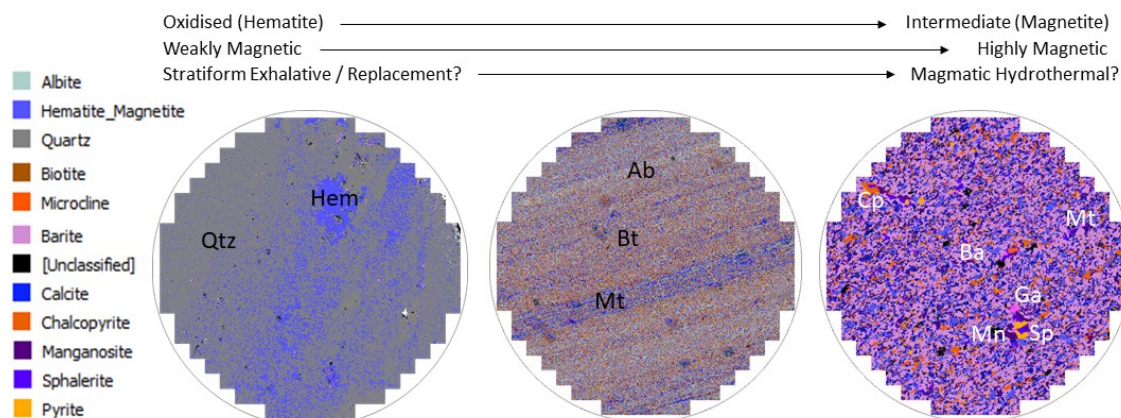 Oxidised (Hematite)
Intermediate (Magnetite)
Weakly Magnetic
Highly Magnetic
Stratiform Exhalative / Replacement?
Magmatic Hydrothermal?
Albite
Hematite_Magnetite
Quartz
Biotite
Microcline
Barite
[Unclassified]
Calcite
Chalcopyrite
Manganosite
Sphalerite
Pyrite
Hem
Qtz
Ab
Bt
Mt
Cp
Mt
Ba
Ga
Mn
Sp